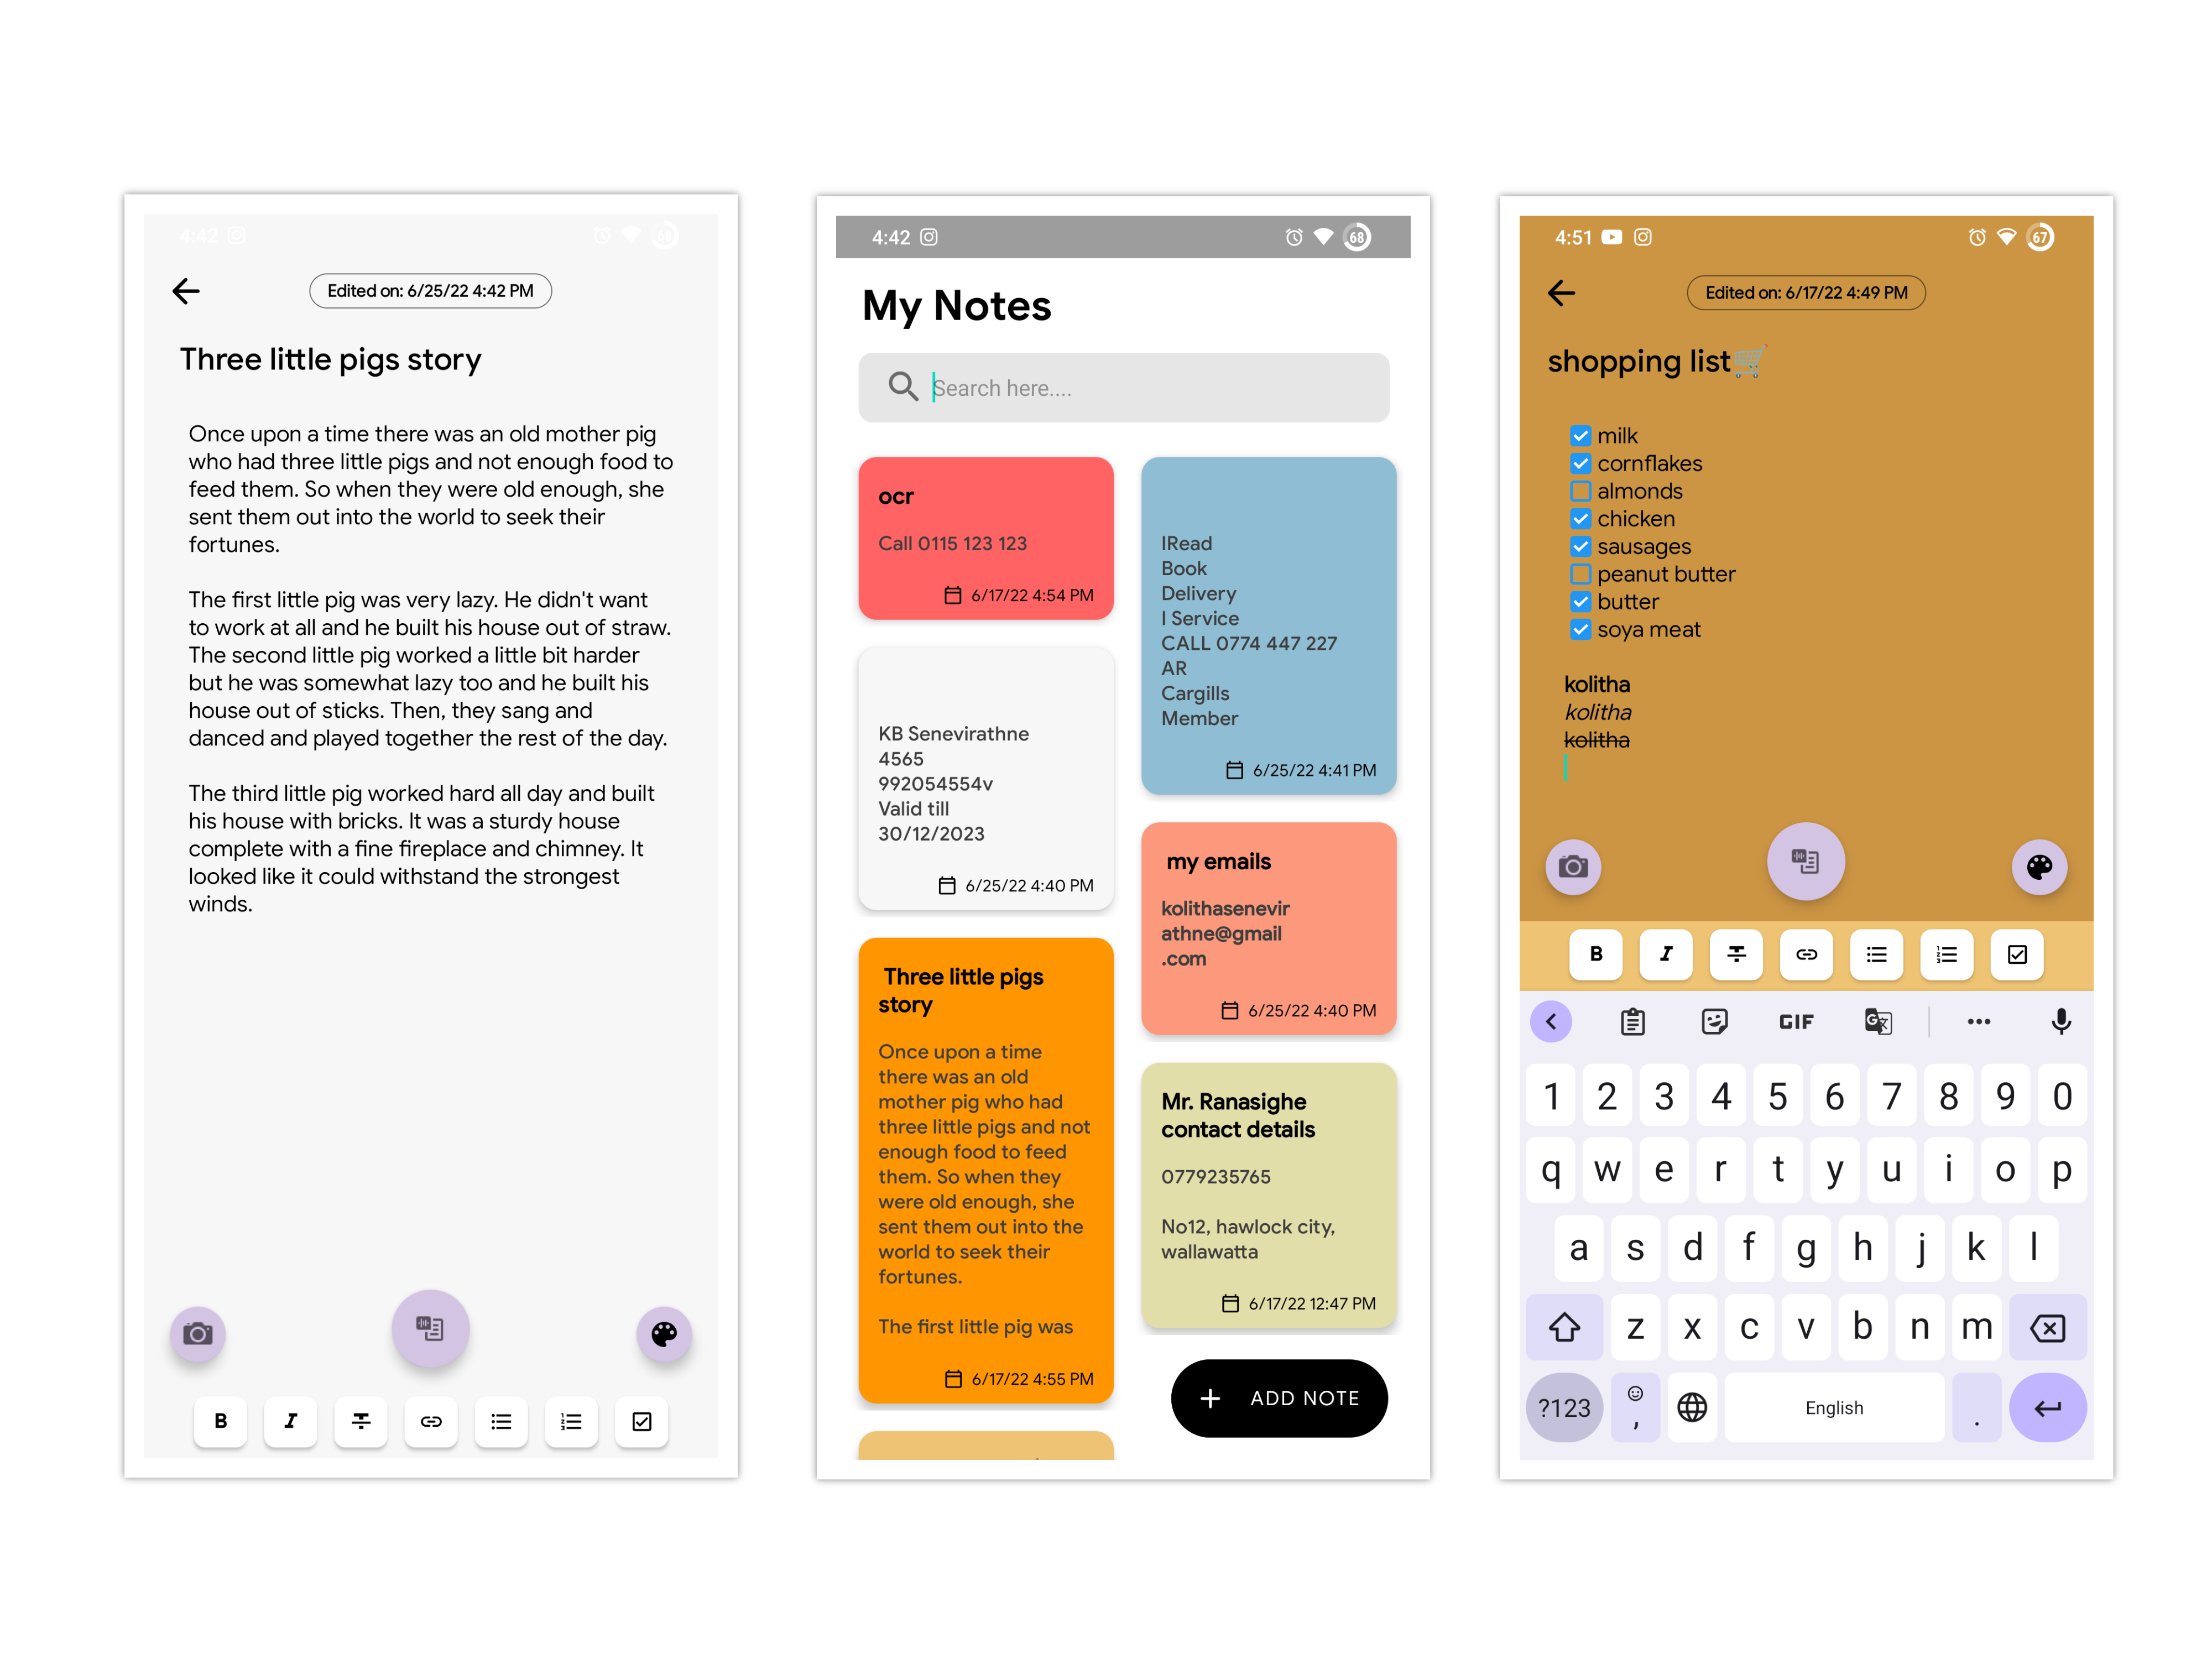 4:42
68
Edited on: 6/25/22 4:42 PM
Three little pigs story
Once upon a time there was an old mother pig
who had three little pigs and not enough food to
feed them. So when they were old enough, she
sent them out into the world to seek their
fortunes.
The first little pig was very lazy. He didn't want
to work at all and he built his house out of straw.
The second little pig worked a little bit harder
but he was somewhat lazy too and he built his
house out of sticks. Then, they sang and
danced and played together the rest of the day.
The third little pig worked hard all day and built
his house with bricks. It was a sturdy house
complete with a fine fireplace and chimney. It
looked like it could withstand the strongest
winds.
B I T
4:42
68
My Notes
Search here....
ocr
Call 0115 123 123
6/17/22 4:54 PM
KB Senevirathne
4565
992054554v
Valid till
30/12/2023
6/25/22 4:40 PM
Three little pigs
story
Once upon a time
there was an old
mother pig who had
three little pigs and not
enough food to feed
them. So when they
were old enough, she
sent them out into the
world to seek their
fortunes.
The first little pig was
6/17/22 4:55 PM
IRead
Book
Delivery
I Service
CALL 0774 447 227
AR
Cargills
Member
6/25/22 4:41 PM
my emails
kolithasenevir
athne@gmail
.com
6/25/22 4:40 PM
Mr. Ranasighe
contact details
0779235765
No12, hawlock city,
wallawatta
6/17/22 12:47 PM
+ ADD NOTE
4:51
67
Edited on: 6/17/22 4:49 PM
shopping list🛒
milk
cornflakes
almonds
chicken
sausages
peanut butter
butter
soya meat
kolitha
kolitha
kolitha
B I T
GIF
1 2 3 4 5 6 7 8 9 0
q w e r t y u i o p
a s d f g h j k l
z x c v b n m
?123 , English .